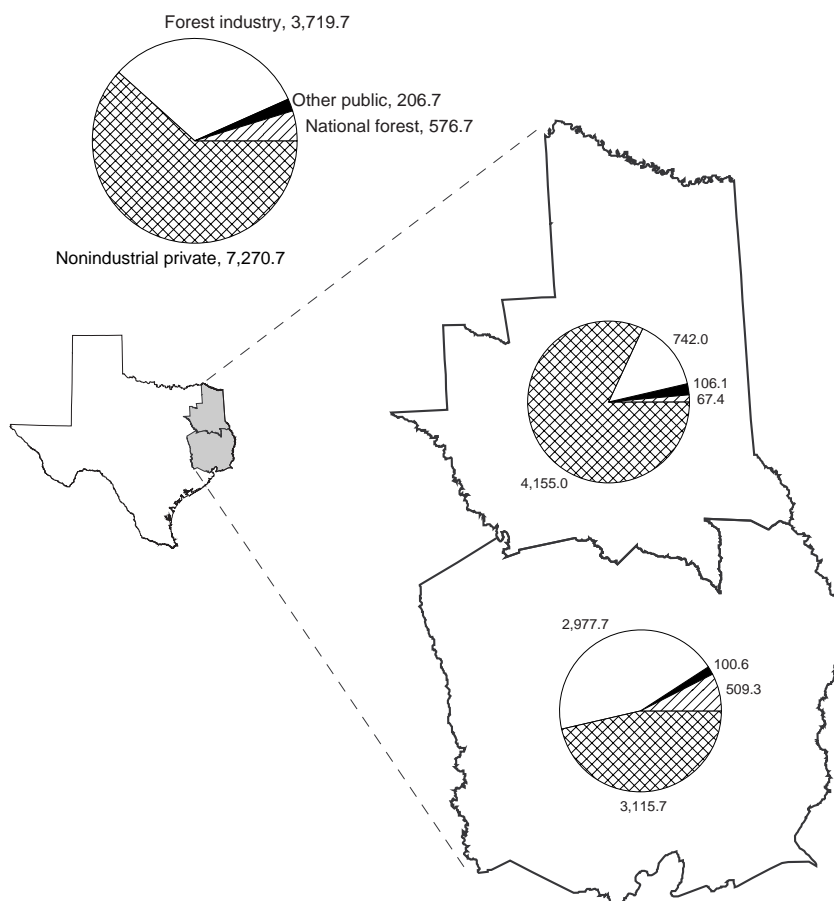 Forest industry, 3,719.7
Other public, 206.7
National forest, 576.7
Nonindustrial private, 7,270.7
742.0
106.1
67.4
4,155.0
2,977.7
100.6
509.3
3,115.7